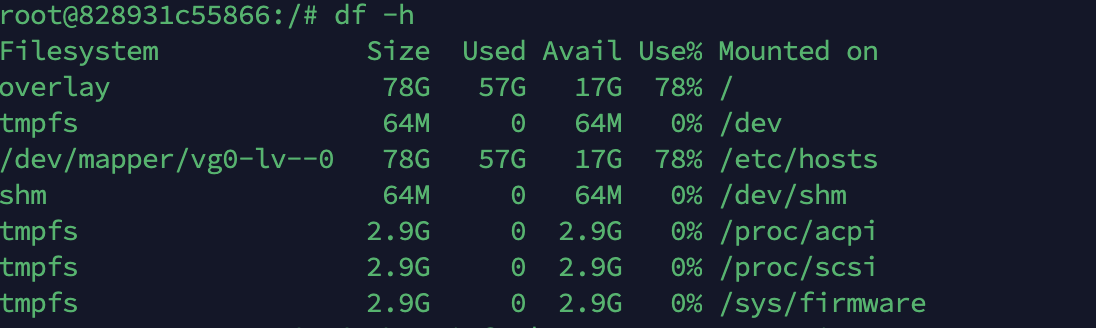 root@828931c55866:/# df -h
Filesystem             Size  Used Avail Use% Mounted on
overlay                 78G   57G   17G  78% /
tmpfs                   64M     0   64M   0% /dev
/dev/mapper/vg0-lv--0   78G   57G   17G  78% /etc/hosts
shm                     64M     0   64M   0% /dev/shm
tmpfs                  2.9G     0  2.9G   0% /proc/acpi
tmpfs                  2.9G     0  2.9G   0% /proc/scsi
tmpfs                  2.9G     0  2.9G   0% /sys/firmware